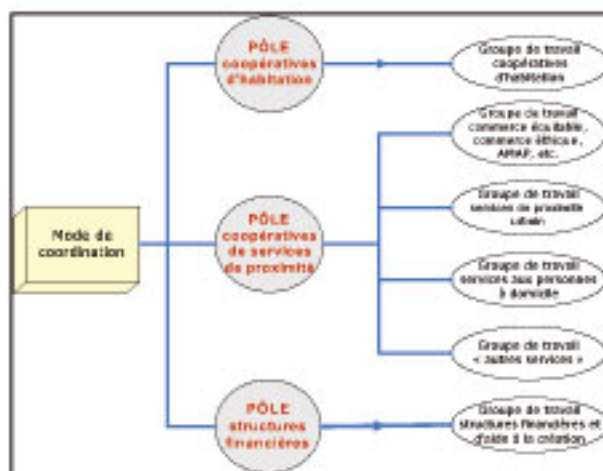 PÔLE
coopératives
d'habitation
Groupe de travail
coopératives
d'habitation
Groupe de travail
commerce équitable,
commerce éthique,
AMAP, etc.
Mode de
coordination
PÔLE
coopératives
de services
de proximité
Groupe de travail
services de proximité
urbain
Groupe de travail
services aux personnes
à domicile
Groupe de travail
« autres services »
PÔLE
structures
financières
Groupe de travail
structures financières et
d'aide à la création